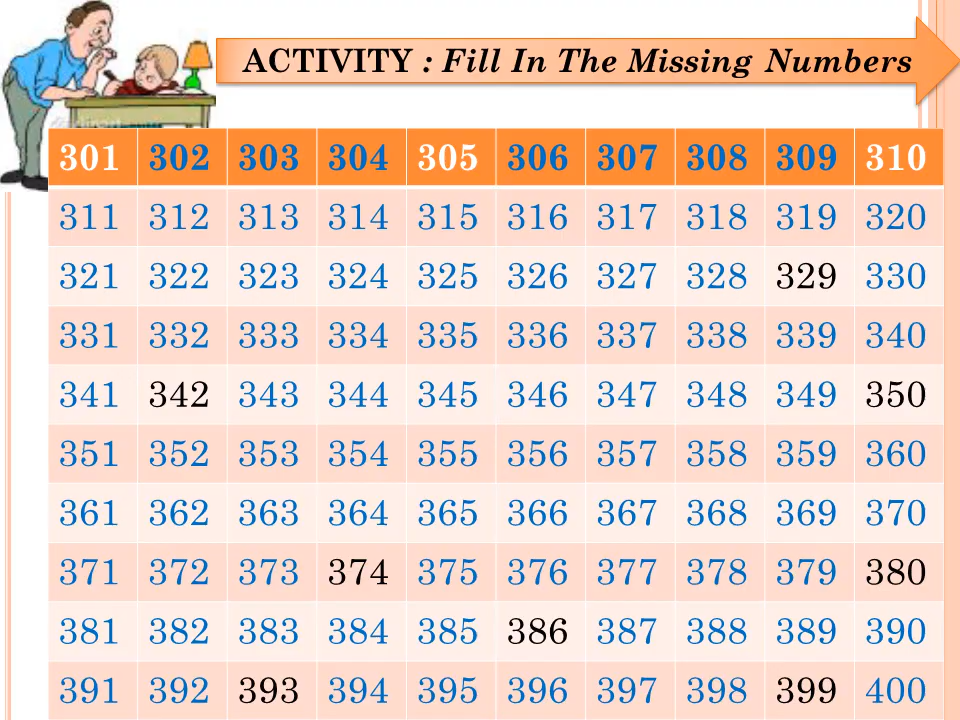 ACTIVITY : Fill In The Missing Numbers
301 302 303 304 305 306 307 308 309 310
311 312 313 314 315 316 317 318 319 320
321 322 323 324 325 326 327 328 329 330
331 332 333 334 335 336 337 338 339 340
341 342 343 344 345 346 347 348 349 350
351 352 353 354 355 356 357 358 359 360
361 362 363 364 365 366 367 368 369 370
371 372 373 374 375 376 377 378 379 380
381 382 383 384 385 386 387 388 389 390
391 392 393 394 395 396 397 398 399 400